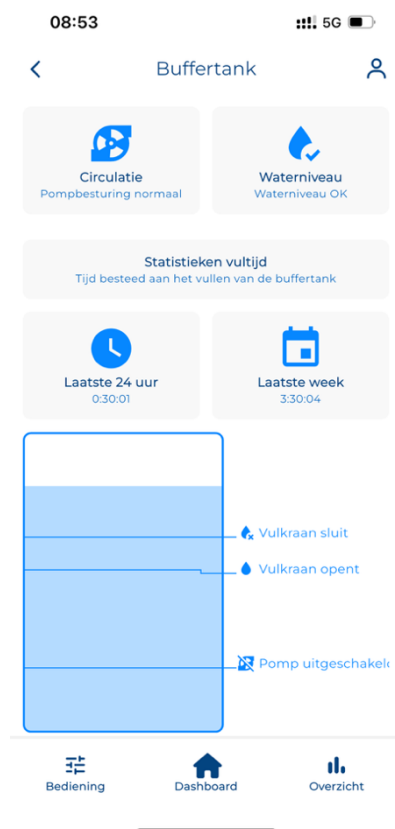 08:53
5G
Buffertank
Circulatie
Pompbesturing normaal
Waterniveau
Waterniveau OK
Statistieken vultijd
Tijd besteed aan het vullen van de buffertank
Laatste 24 uur
0:30:01
Laatste week
3:30:04
Vulkraan sluit
Vulkraan opent
Pomp uitgeschakel
Bediening
Dashboard
Overzicht